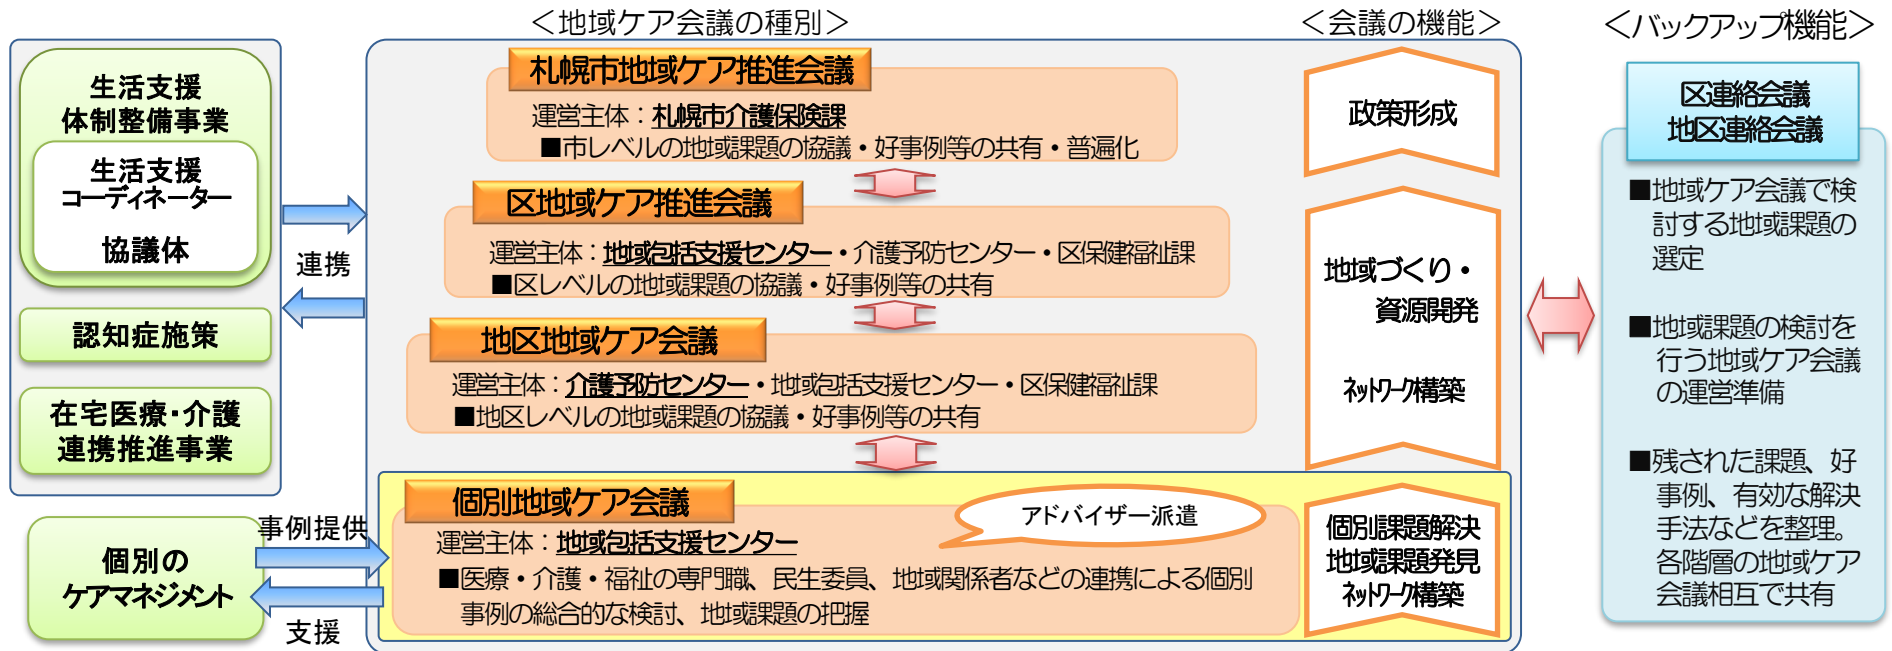 ＜地域ケア会議の種別＞
＜会議の機能＞
＜バックアップ機能＞
生活支援
体制整備事業
生活支援
コーディネーター
協議体
認知症施策
在宅医療・介護
連携推進事業
連携
個別の
ケアマネジメント
事例提供
支援
札幌市地域ケア推進会議
運営主体：札幌市介護保険課
■市レベルの地域課題の協議・好事例等の共有・普遍化
区地域ケア推進会議
運営主体：地域包括支援センター・介護予防センター・区保健福祉課
■区レベルの地域課題の協議・好事例等の共有
地区地域ケア会議
運営主体：介護予防センター・地域包括支援センター・区保健福祉課
■地区レベルの地域課題の協議・好事例等の共有
個別地域ケア会議
アドバイザー派遣
運営主体：地域包括支援センター
■医療・介護・福祉の専門職、民生委員、地域関係者などの連携による個別
事例の総合的な検討、地域課題の把握
政策形成
地域づくり・
資源開発
ネットワーク構築
個別課題解決
地域課題発見
ネットワーク構築
区連絡会議
地区連絡会議
■地域ケア会議で検
討する地域課題の
選定
■地域課題の検討を
行う地域ケア会議
の運営準備
■残された課題、好
事例、有効な解決
手法などを整理。
各階層の地域ケア
会議相互で共有